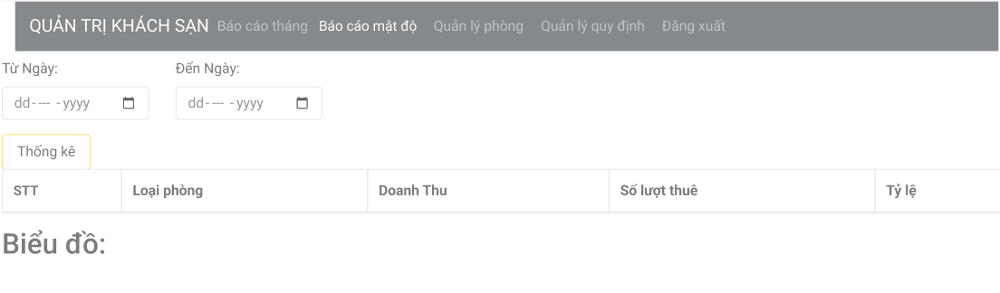 QUẢN TRỊ KHÁCH SẠN Báo cáo tháng Báo cáo mật độ Quản lý phòng Quản lý quy định Đăng xuất
Từ Ngày: Đến Ngày:
dd----yyyy dd----yyyy
Thống kê
STT Loại phòng Doanh Thu Số lượt thuê Tỷ lệ
Biểu đồ: